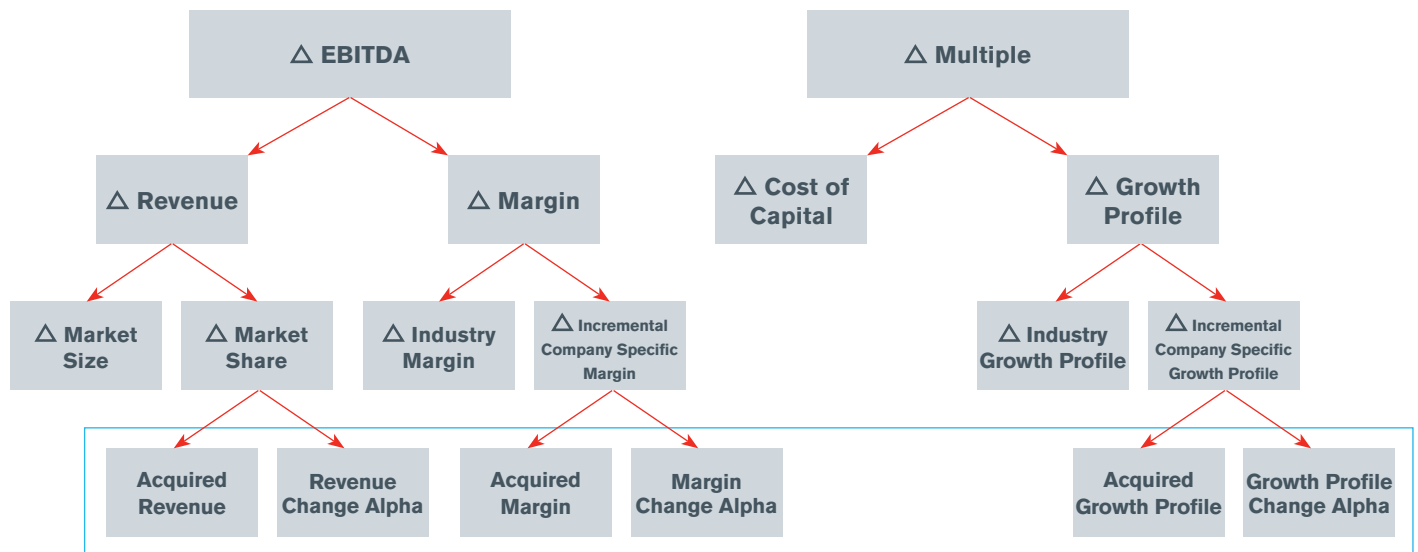 △ EBITDA
△ Multiple
△ Revenue
△ Margin
△ Cost of
Capital
△ Growth
Profile
△ Market
Size
△ Market
Share
△ Industry
Margin
△ Incremental
Company Specific
Margin
△ Industry
Growth Profile
△ Incremental
Company Specific
Growth Profile
Acquired
Revenue
Revenue
Change Alpha
Acquired
Margin
Margin
Change Alpha
Acquired
Growth Profile
Growth Profile
Change Alpha